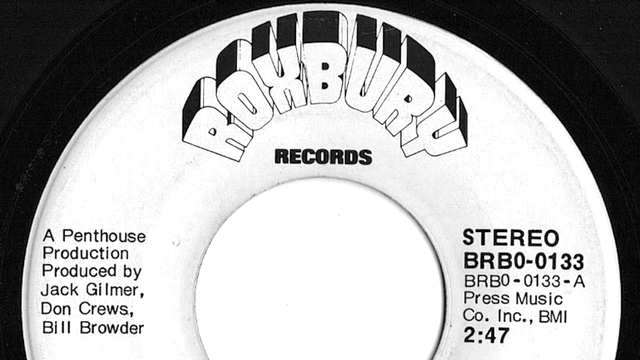 ROXBURY
RECORDS
A Penthouse
Production
Produced by
Jack Gilmer,
Don Crews,
Bill Browder
STEREO
BRBO-0133
BRBO-0133-A
Press Music
Co. Inc., BMI
2:47